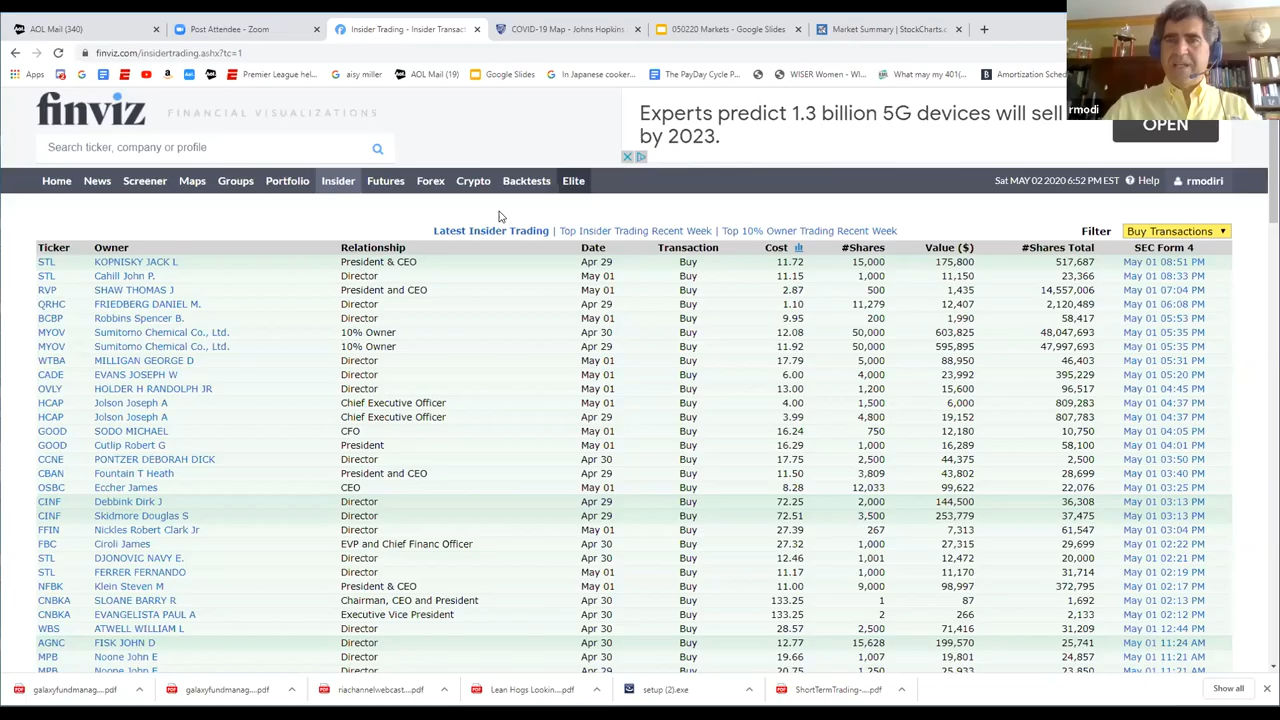 AOL Mail (340)
Post Attendee - Zoom
Insider Trading - Insider Transac
COVID-19 Map - Johns Hopkins
050220 Markets - Google Slides
Market Summary | StockCharts.c
finviz.com/insidertrading.ashx?tc=1
Apps
Premier League hel...
aisy miller
AOL Mail (19)
Google Slides
In Japanese cooker...
The PayDay Cycle P...
WISER Women - WI...
What may my 401(...
Amortization Sched
rmodi
finviz FINANCIAL VISUALIZATIONS
Experts predict 1.3 billion 5G devices will sell
by 2023.
OPEN
Search ticker, company or profile
Home News Screener Maps Groups Portfolio Insider Futures Forex Crypto Backtests Elite Sat MAY 02 2020 6:52 PM EST Help rmodiri
Latest Insider Trading | Top Insider Trading Recent Week | Top 10% Owner Trading Recent Week Filter Buy Transactions
Ticker Owner Relationship Date Transaction Cost #Shares Value ($) #Shares Total SEC Form 4
STL KOPNISKY JACK L President & CEO Apr 29 Buy 11.72 15,000 175,800 517,687 May 01 08:51 PM
STL Cahill John P. Director May 01 Buy 11.15 1,000 11,150 23,366 May 01 08:33 PM
RVP SHAW THOMAS J President and CEO May 01 Buy 2.87 500 1,435 14,557,006 May 01 07:04 PM
QRHC FRIEDBERG DANIEL M. Director Apr 29 Buy 1.10 11,279 12,407 2,120,489 May 01 06:08 PM
BCBP Robbins Spencer B. Director May 01 Buy 9.95 200 1,990 58,417 May 01 05:53 PM
MYOV Sumitomo Chemical Co., Ltd. 10% Owner Apr 30 Buy 12.08 50,000 603,825 48,047,693 May 01 05:35 PM
MYOV Sumitomo Chemical Co., Ltd. 10% Owner Apr 29 Buy 11.92 50,000 595,895 47,997,693 May 01 05:35 PM
WTBA MILLIGAN GEORGE D Director May 01 Buy 17.79 5,000 88,950 46,403 May 01 05:31 PM
CADE EVANS JOSEPH W Director May 01 Buy 6.00 4,000 23,992 395,229 May 01 05:20 PM
OVLY HOLDER H RANDOLPH JR Director May 01 Buy 13.00 1,200 15,600 96,517 May 01 04:45 PM
HCAP Jolson Joseph A Chief Executive Officer May 01 Buy 4.00 1,500 6,000 809,283 May 01 04:37 PM
HCAP Jolson Joseph A Chief Executive Officer Apr 29 Buy 3.99 4,800 19,152 807,783 May 01 04:37 PM
GOOD SODO MICHAEL CFO May 01 Buy 16.24 750 12,180 10,750 May 01 04:05 PM
GOOD Cutlip Robert G President May 01 Buy 16.29 1,000 16,289 58,100 May 01 04:01 PM
CCNE PONTZER DEBORAH DICK Director May 01 Buy 17.75 2,500 44,375 2,500 May 01 03:50 PM
CBAN Fountain T Heath President and CEO Apr 29 Buy 11.50 3,809 43,802 28,699 May 01 03:40 PM
OSBC Eccher James CEO May 01 Buy 8.28 12,033 99,622 22,076 May 01 03:25 PM
CINF Debbink Dirk J Director Apr 29 Buy 72.25 2,000 144,500 36,308 May 01 03:13 PM
CINF Skidmore Douglas S Director Apr 29 Buy 72.51 3,500 253,779 37,475 May 01 03:13 PM
FFIN Nickles Robert Clark Jr Director May 01 Buy 27.39 267 7,313 61,547 May 01 03:04 PM
FBC Ciroli James EVP and Chief Financ Officer Apr 30 Buy 27.32 1,000 27,315 29,699 May 01 02:22 PM
STL DJONOVIC NAVY E. Director Apr 30 Buy 12.46 1,001 12,472 20,000 May 01 02:21 PM
STL FERRER FERNANDO Director Apr 30 Buy 11.17 1,000 11,170 31,714 May 01 02:19 PM
NFBK Klein Steven M President & CEO May 01 Buy 11.00 9,000 98,997 372,795 May 01 02:17 PM
CNBKA SLOANE BARRY R Chairman, CEO and President Apr 30 Buy 133.25 1 87 1,692 May 01 02:13 PM
CNBKA EVANGELISTA PAUL A Executive Vice President Apr 30 Buy 133.25 2 266 2,133 May 01 02:12 PM
WBS ATWELL WILLIAM L Director Apr 30 Buy 28.57 2,500 71,416 31,209 May 01 12:44 PM
AGNC FISK JOHN D Director Apr 30 Buy 12.77 15,628 199,570 25,741 May 01 11:24 AM
MPB Noone John E Director Apr 30 Buy 19.66 1,007 19,801 24,857 May 01 11:21 AM
MPB Noone John E Director Apr 29 Buy 20.75 1,250 25,933 23,850 May 01 11:21 AM
galaxyfundmanag....pdf
galaxyfundmanag....pdf
riachannelwebcast....pdf
Lean Hogs Lookin....pdf
setup (2).exe
ShortTermTrading-....pdf
Show all